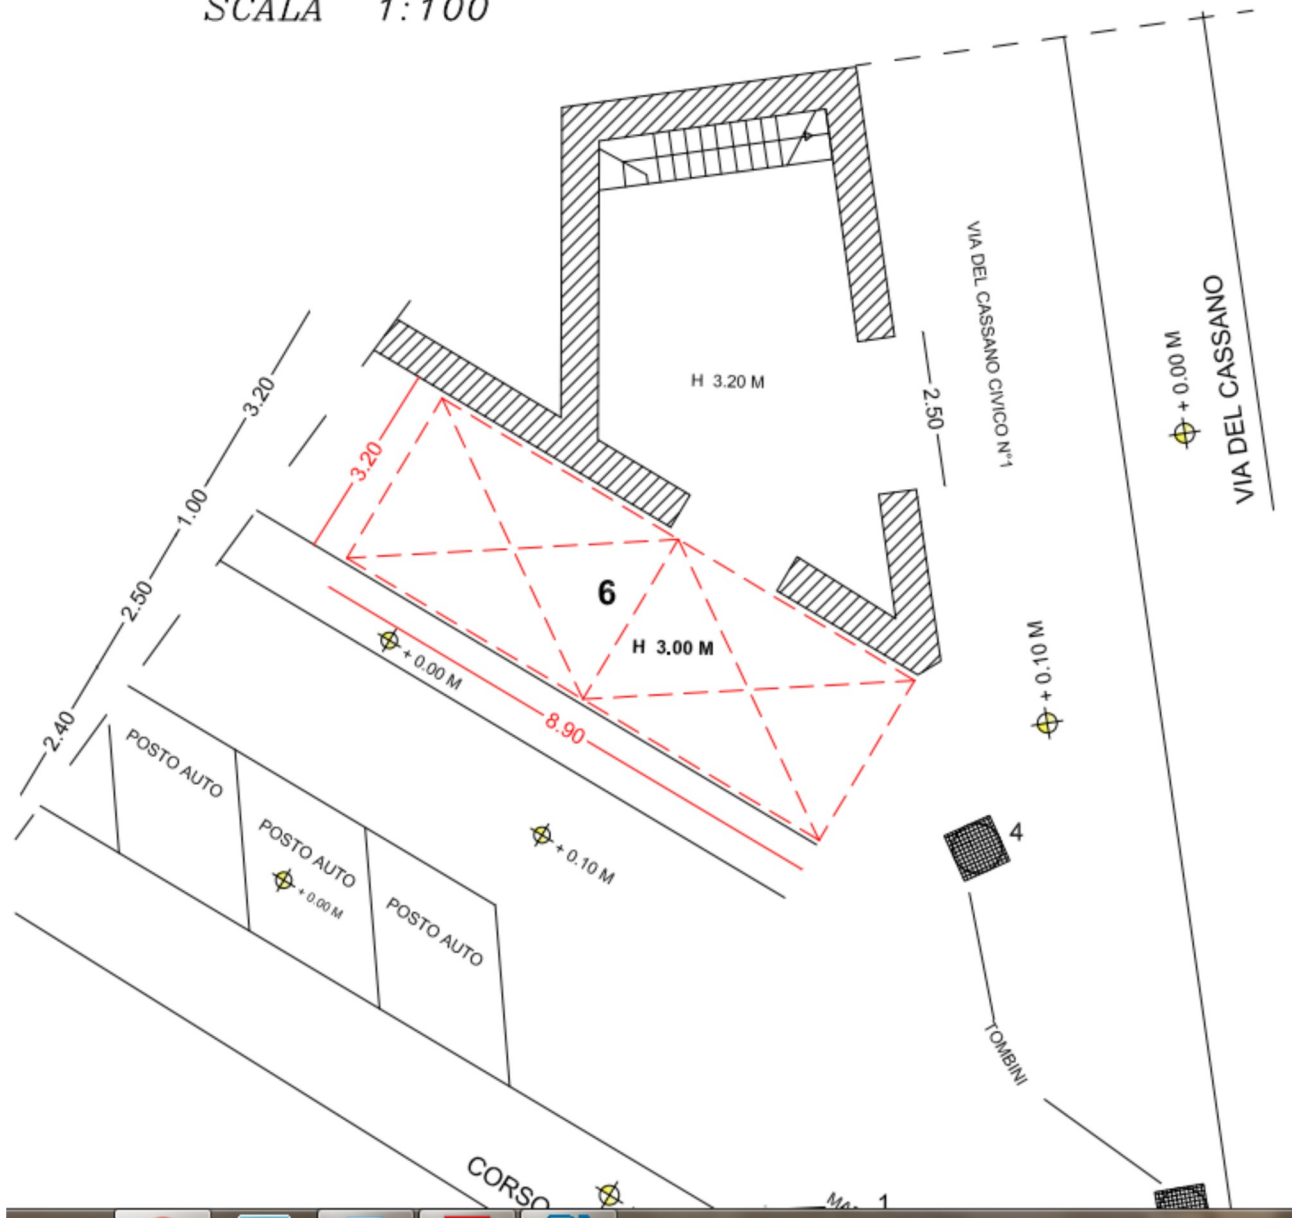 SCALA 1:100
VIA DEL CASSANO CIVICO N°1
+ 0.00 M
VIA DEL CASSANO
H 3.20 M
2.50
3.20
3.20
1.00
2.50
2.40
6
H 3.00 M
+ 0.00 M
8.90
+ 0.10 M
POSTO AUTO
POSTO AUTO
+ 0.00 M
POSTO AUTO
+ 0.10 M
4
TOMBINI
CORSO
1